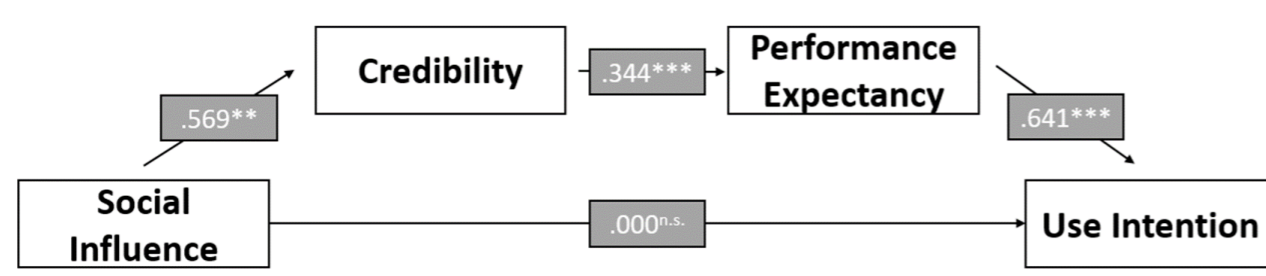 Credibility
.344***
Performance
Expectancy
.569**
.641***
Social
Influence
.000n.s.
Use Intention